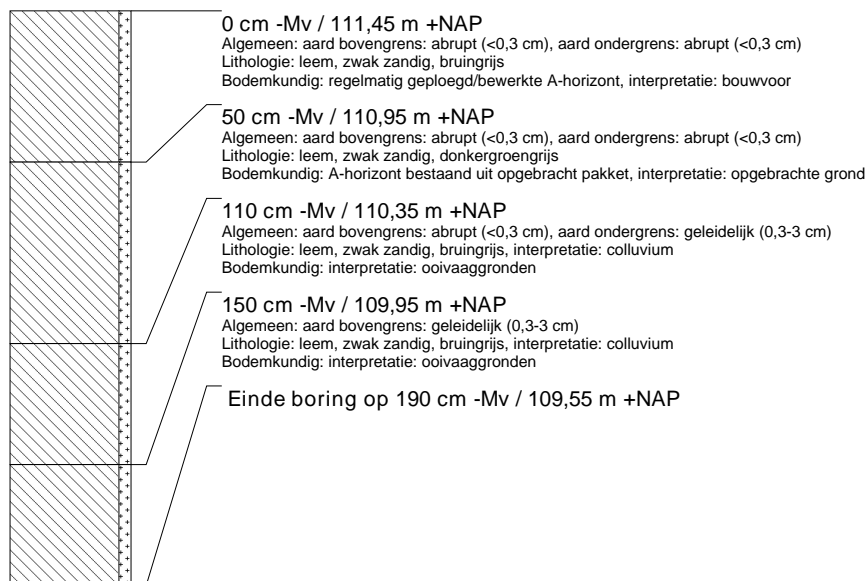 0 cm -Mv / 111,45 m +NAP
Algemeen: aard bovengrens: abrupt (<0,3 cm), aard ondergrens: abrupt (<0,3 cm)
Lithologie: leem, zwak zandig, bruingrijs
Bodemkundig: regelmatig geploegd/bewerkte A-horizont, interpretatie: bouwvoor
50 cm -Mv / 110,95 m +NAP
Algemeen: aard bovengrens: abrupt (<0,3 cm), aard ondergrens: abrupt (<0,3 cm)
Lithologie: leem, zwak zandig, donkergroengrijs
Bodemkundig: A-horizont bestaand uit opgebracht pakket, interpretatie: opgebrachte grond
110 cm -Mv / 110,35 m +NAP
Algemeen: aard bovengrens: abrupt (<0,3 cm), aard ondergrens: geleidelijk (0,3-3 cm)
Lithologie: leem, zwak zandig, bruingrijs, interpretatie: colluvium
Bodemkundig: interpretatie: ooivaaggronden
150 cm -Mv / 109,95 m +NAP
Algemeen: aard bovengrens: geleidelijk (0,3-3 cm)
Lithologie: leem, zwak zandig, bruingrijs, interpretatie: colluvium
Bodemkundig: interpretatie: ooivaaggronden
Einde boring op 190 cm -Mv / 109,55 m +NAP